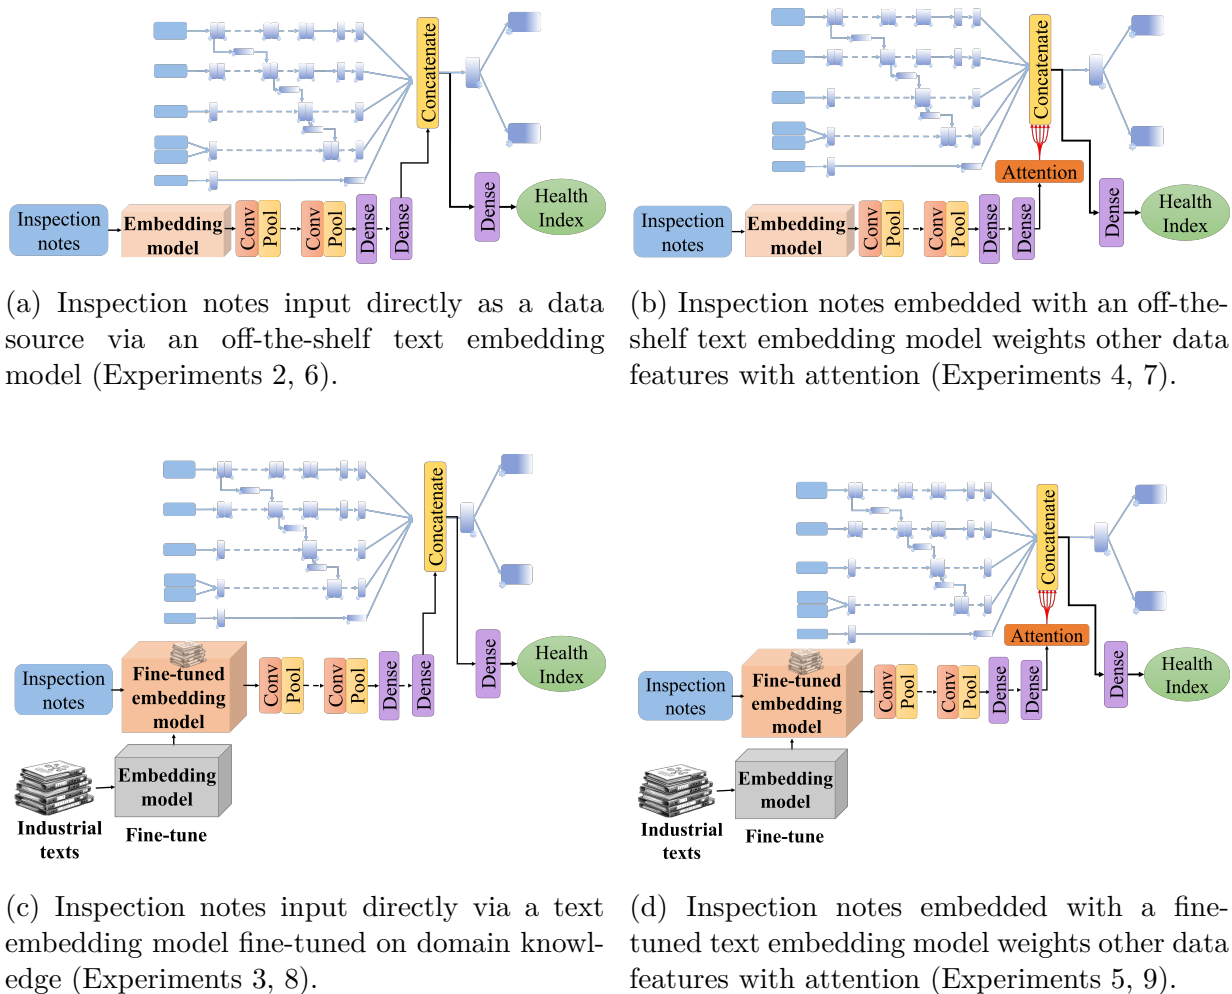 Concatenate
Inspection
notes
Embedding
model
Conv
Pool
Conv
Pool
Dense
Dense
Dense
Health
Index
(a) Inspection notes input directly as a data
source via an off-the-shelf text embedding
model (Experiments 2, 6).
Concatenate
Attention
Inspection
notes
Embedding
model
Conv
Pool
Conv
Pool
Dense
Dense
Dense
Health
Index
(b) Inspection notes embedded with an off-the-
shelf text embedding model weights other data
features with attention (Experiments 4, 7).
Concatenate
Inspection
notes
Fine-tuned
embedding
model
Conv
Pool
Conv
Pool
Dense
Dense
Dense
Health
Index
Embedding
model
Industrial
texts
Fine-tune
(c) Inspection notes input directly via a text
embedding model fine-tuned on domain knowl-
edge (Experiments 3, 8).
Concatenate
Attention
Inspection
notes
Fine-tuned
embedding
model
Conv
Pool
Conv
Pool
Dense
Dense
Dense
Health
Index
Embedding
model
Industrial
texts
Fine-tune
(d) Inspection notes embedded with a fine-
tuned text embedding model weights other data
features with attention (Experiments 5, 9).